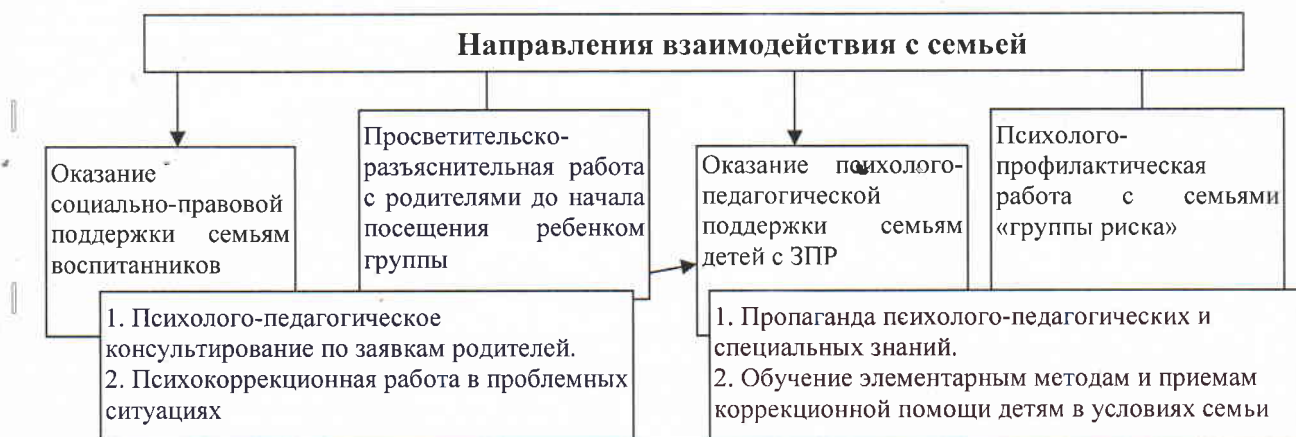 Направления взаимодействия с семьей
Оказание
социально-правовой
поддержки семьям
воспитанников
Просветительско-
разъяснительная работа
с родителями до начала
посещения ребенком
группы
Оказание психолого-
педагогической
поддержки семьям
детей с ЗПР
Психолого-
профилактическая
работа с семьями
«группы риска»
1. Психолого-педагогическое
консультирование по заявкам родителей.
2. Психокоррекционная работа в проблемных
ситуациях
1. Пропаганда психолого-педагогических и
специальных знаний.
2. Обучение элементарным методам и приемам
коррекционной помощи детям в условиях семьи